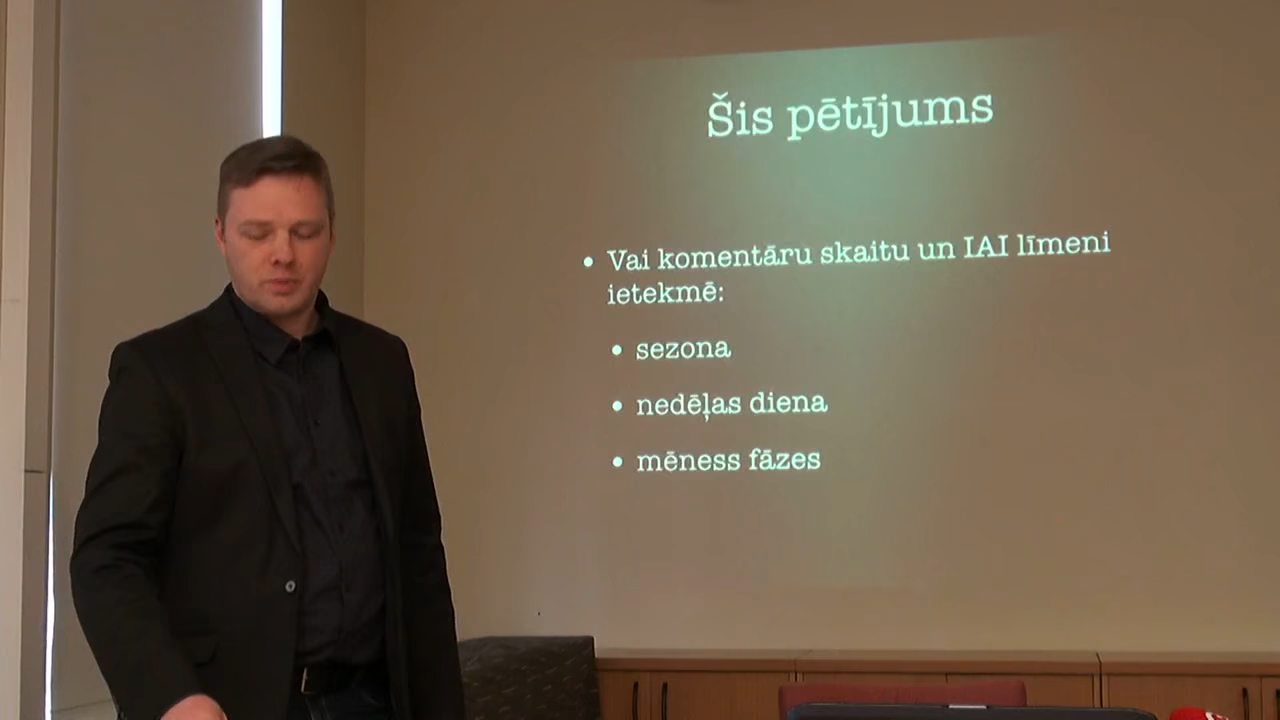 Šis pētījums
• Vai komentāru skaitu un IAI līmeni
ietekmē:
• sezona
• nedēļas diena
• mēness fāzes